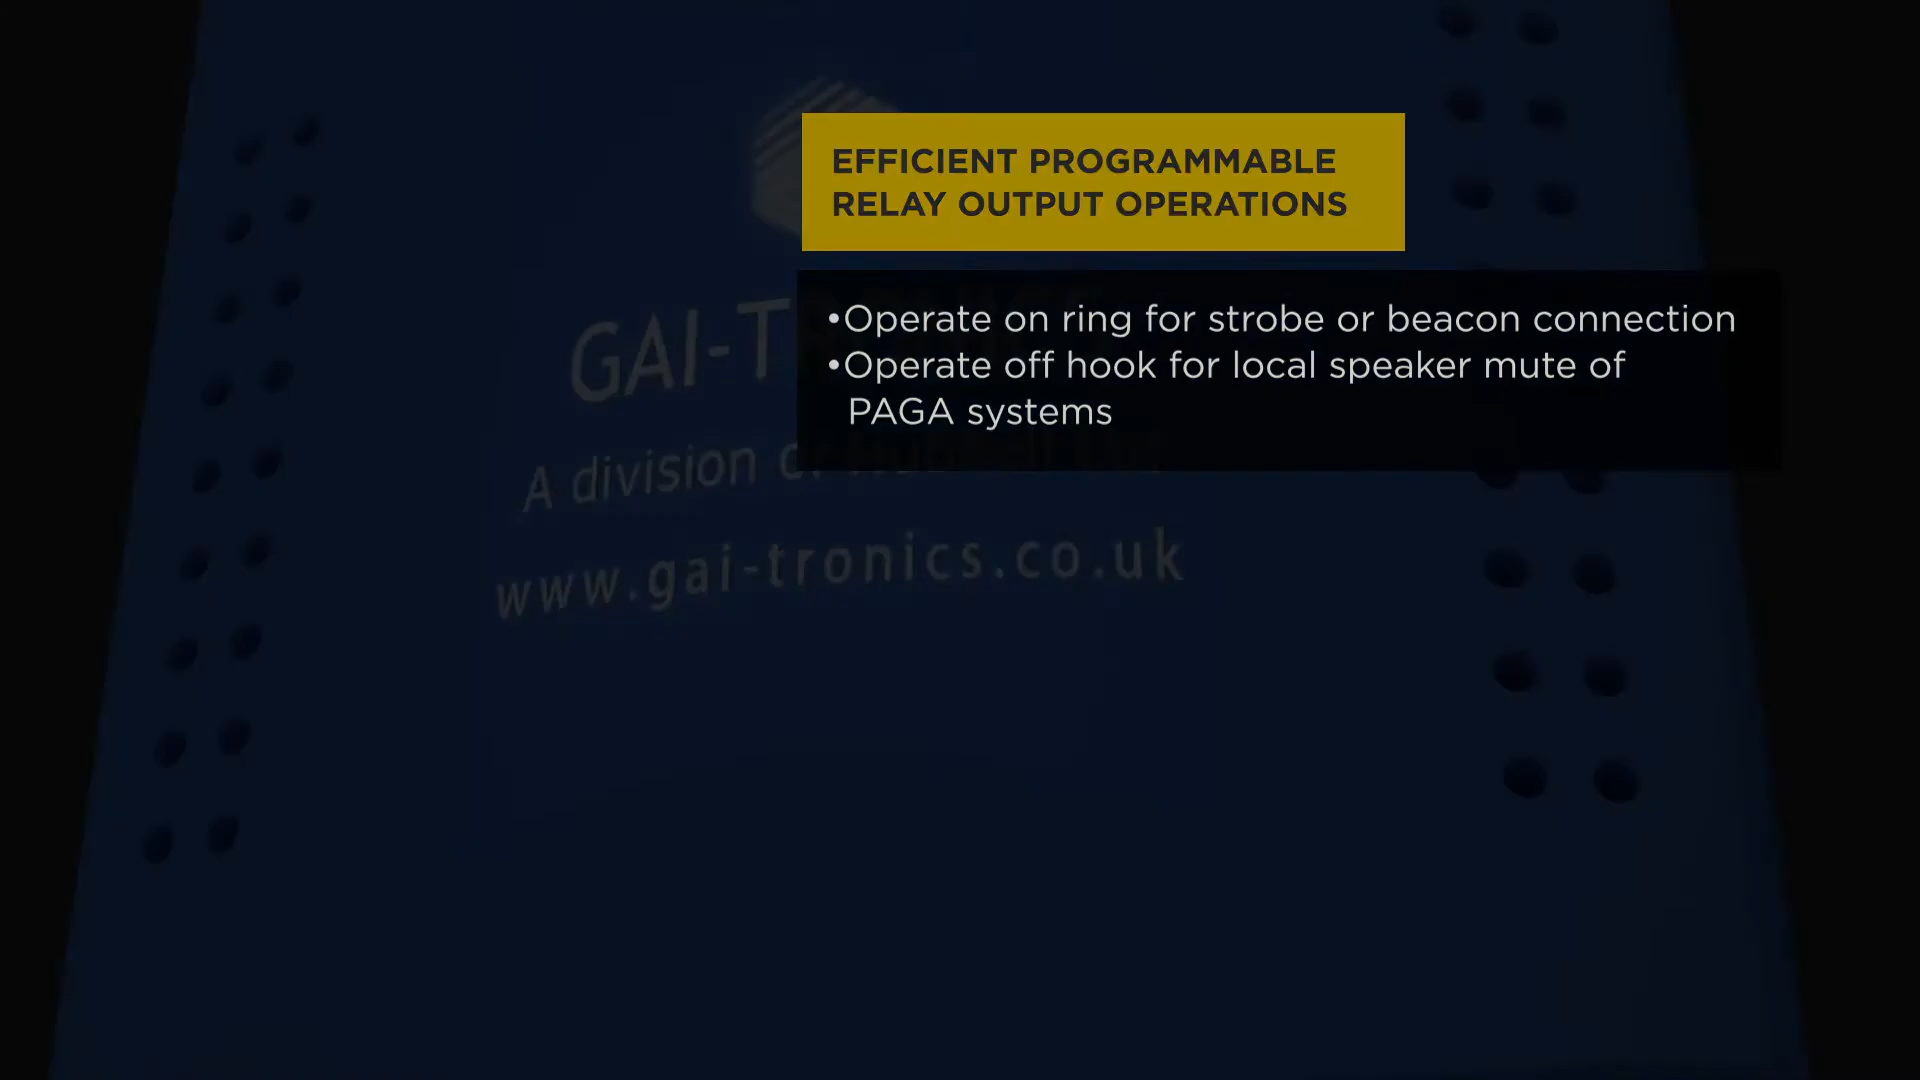 EFFICIENT PROGRAMMABLE
RELAY OUTPUT OPERATIONS
•Operate on ring for strobe or beacon connection
•Operate off hook for local speaker mute of
PAGA systems
GAI-T
A division
www.gai-tronics.co.uk